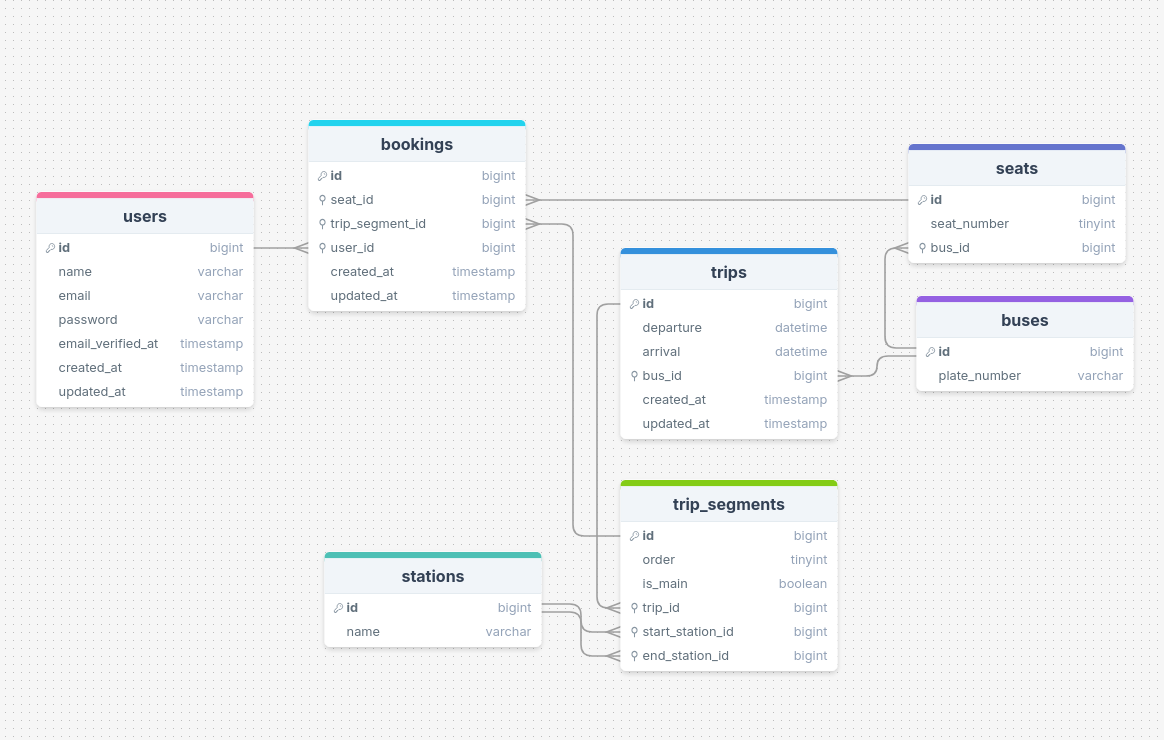 users
id bigint
name varchar
email varchar
password varchar
email_verified_at timestamp
created_at timestamp
updated_at timestamp
bookings
id bigint
seat_id bigint
trip_segment_id bigint
user_id bigint
created_at timestamp
updated_at timestamp
seats
id bigint
seat_number tinyint
bus_id bigint
trips
id bigint
departure datetime
arrival datetime
bus_id bigint
created_at timestamp
updated_at timestamp
buses
id bigint
plate_number varchar
stations
id bigint
name varchar
trip_segments
id bigint
order tinyint
is_main boolean
trip_id bigint
start_station_id bigint
end_station_id bigint